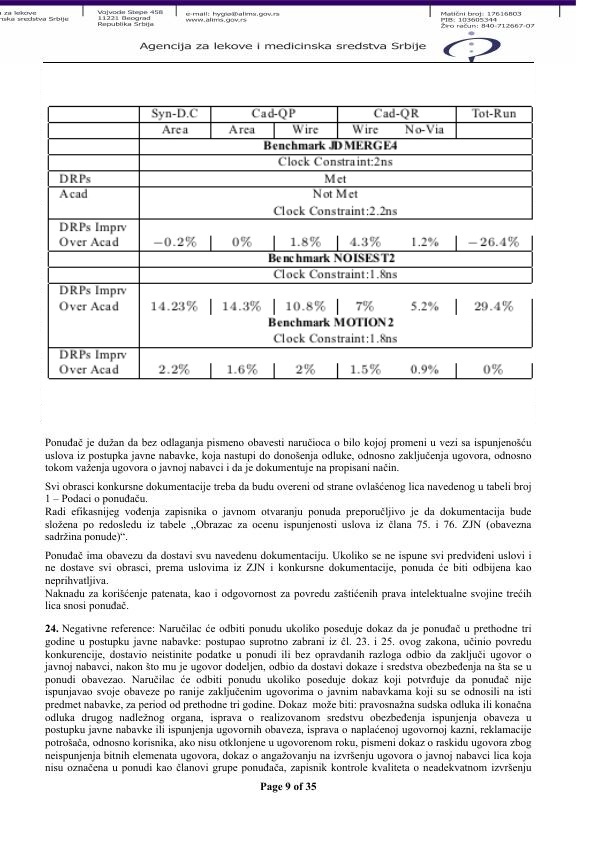 a za lekove
nska sredstva Srbije
Vojvode Stepe 458
11221 Beograd
Republika Srbija
e-mail: hygia@alims.gov.rs
www.alims.gov.rs
Matični broj: 17616803
PIB: 103605344
Žiro račun: 840-712667-07
Agencija za lekove i medicinska sredstva Srbije
Syn-D.C Cad-QP Cad-QR Tot-Run
Area Area Wire Wire No-Via
Benchmark JDMERGE4
Clock Constraint:2ns
DRPs Met
Acad Not Met
Clock Constraint:2.2ns
DRPs Imprv
Over Acad −0.2% 0% 1.8% 4.3% 1.2% −26.4%
Benchmark NOISEST2
Clock Constraint:1.8ns
DRPs Imprv
Over Acad 14.23% 14.3% 10.8% 7% 5.2% 29.4%
Benchmark MOTION2
Clock Constraint:1.8ns
DRPs Imprv
Over Acad 2.2% 1.6% 2% 1.5% 0.9% 0%
Ponuđač je dužan da bez odlaganja pismeno obavesti naručioca o bilo kojoj promeni u vezi sa ispunjenošću
uslova iz postupka javne nabavke, koja nastupi do donošenja odluke, odnosno zaključenja ugovora, odnosno
tokom važenja ugovora o javnoj nabavci i da je dokumentuje na propisani način.
Svi obrasci konkursne dokumentacije treba da budu overeni od strane ovlašćenog lica navedenog u tabeli broj
1 – Podaci o ponuđaču.
Radi efikasnijeg vođenja zapisnika o javnom otvaranju ponuda preporučljivo je da dokumentacija bude
složena po redosledu iz tabele „Obrazac za ocenu ispunjenosti uslova iz člana 75. i 76. ZJN (obavezna
sadržina ponude)“.
Ponuđač ima obavezu da dostavi svu navedenu dokumentaciju. Ukoliko se ne ispune svi predviđeni uslovi i
ne dostave svi obrasci, prema uslovima iz ZJN i konkursne dokumentacije, ponuda će biti odbijena kao
neprihvatljiva.
Naknadu za korišćenje patenata, kao i odgovornost za povredu zaštićenih prava intelektualne svojine trećih
lica snosi ponuđač.
24. Negativne reference: Naručilac će odbiti ponudu ukoliko poseduje dokaz da je ponuđač u prethodne tri
godine u postupku javne nabavke: postupao suprotno zabrani iz čl. 23. i 25. ovog zakona, učinio povredu
konkurencije, dostavio neistinite podatke u ponudi ili bez opravdanih razloga odbio da zaključi ugovor o
javnoj nabavci, nakon što mu je ugovor dodeljen, odbio da dostavi dokaze i sredstva obezbeđenja na šta se u
ponudi obavezao. Naručilac će odbiti ponudu ukoliko poseduje dokaz koji potvrđuje da ponuđač nije
ispunjavao svoje obaveze po ranije zaključenim ugovorima o javnim nabavkama koji su se odnosili na isti
predmet nabavke, za period od prethodne tri godine. Dokaz može biti: pravosnažna sudska odluka ili konačna
odluka drugog nadležnog organa, isprava o realizovanom sredstvu obezbeđenja ispunjenja obaveza u
postupku javne nabavke ili ispunjenja ugovornih obaveza, isprava o naplaćenoj ugovornoj kazni, reklamacije
potrošača, odnosno korisnika, ako nisu otklonjene u ugovorenom roku, pismeni dokaz o raskidu ugovora zbog
neispunjenja bitnih elemenata ugovora, dokaz o angažovanju na izvršenju ugovora o javnoj nabavci lica koja
nisu označena u ponudi kao članovi grupe ponuđača, zapisnik kontrole kvaliteta o neadekvatnom izvršenju
Page 9 of 35